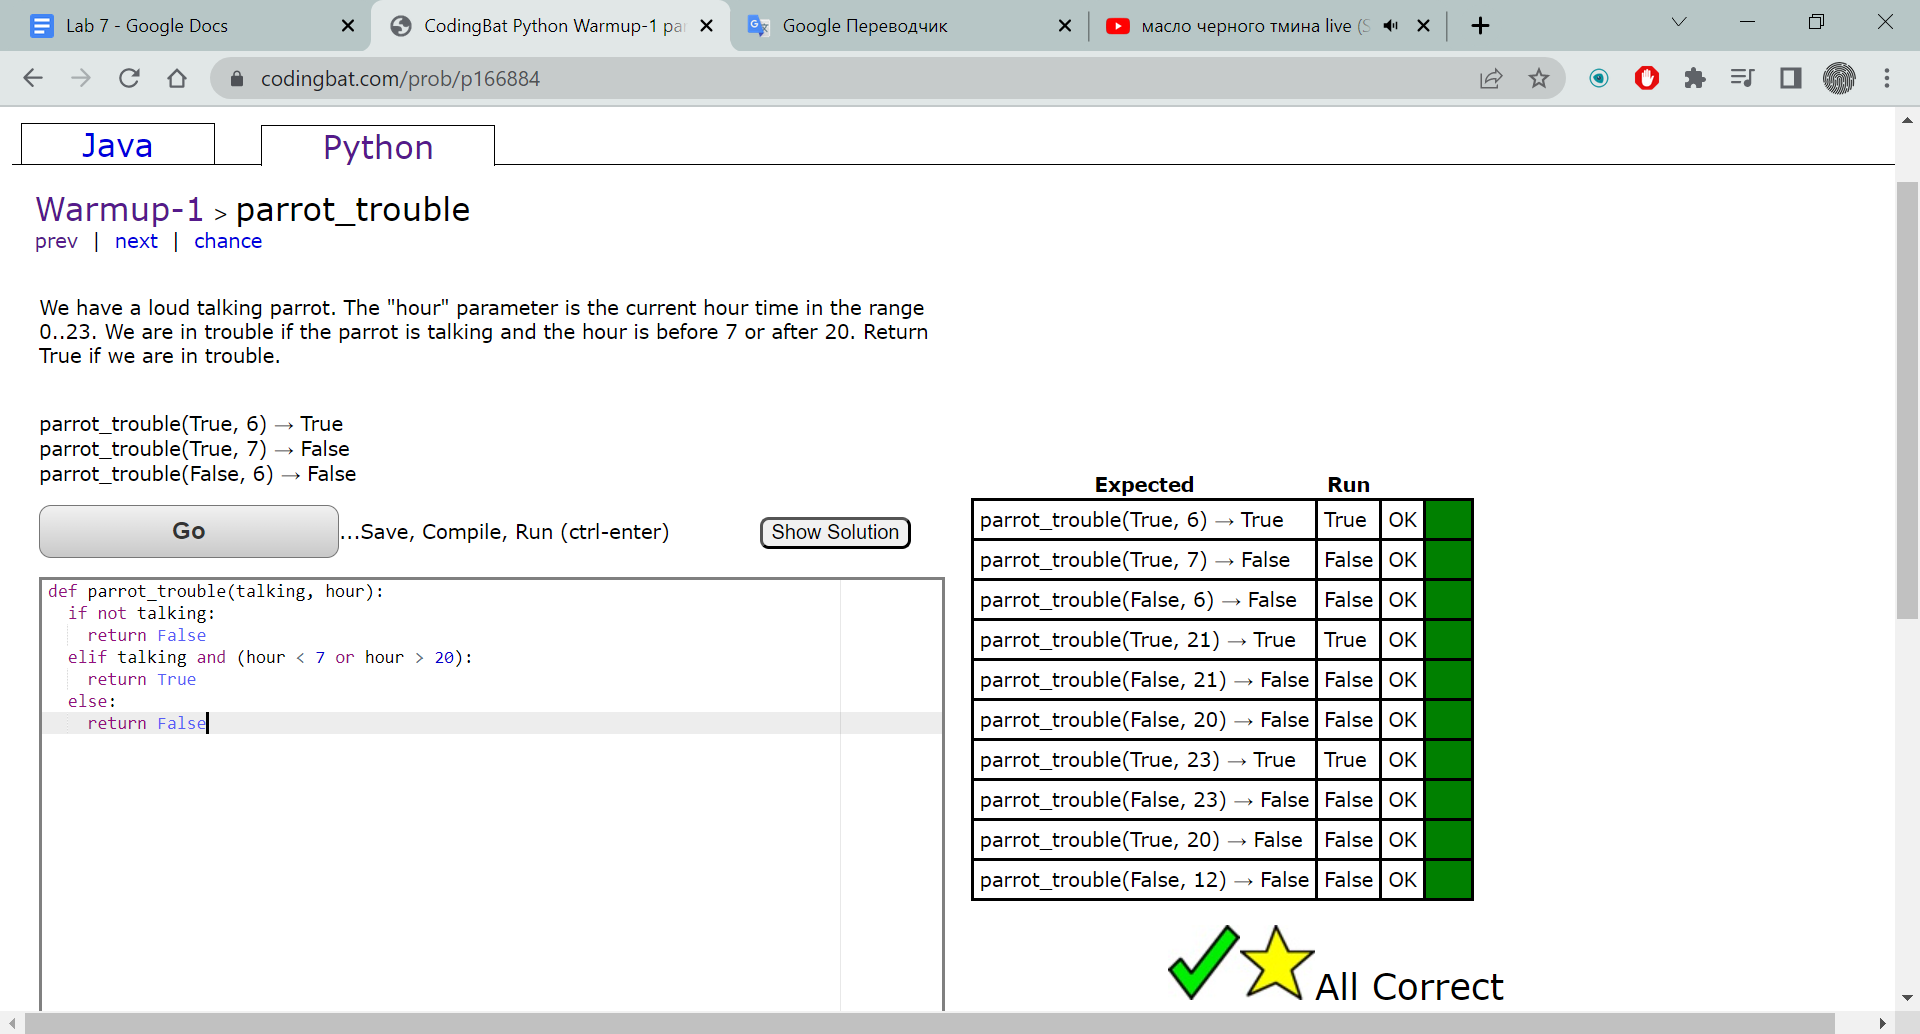 Lab 7 - Google Docs
CodingBat Python Warmup-1 par
Google Переводчик
масло черного тмина live (S
codingbat.com/prob/p166884
Java
Python
Warmup-1 > parrot_trouble
prev | next | chance
We have a loud talking parrot. The "hour" parameter is the current hour time in the range
0..23. We are in trouble if the parrot is talking and the hour is before 7 or after 20. Return
True if we are in trouble.
parrot_trouble(True, 6) → True
parrot_trouble(True, 7) → False
parrot_trouble(False, 6) → False
Go
...Save, Compile, Run (ctrl-enter)
Show Solution
def parrot_trouble(talking, hour):
  if not talking:
    return False
  elif talking and (hour < 7 or hour > 20):
    return True
  else:
    return False
Expected Run
parrot_trouble(True, 6) → True True OK
parrot_trouble(True, 7) → False False OK
parrot_trouble(False, 6) → False False OK
parrot_trouble(True, 21) → True True OK
parrot_trouble(False, 21) → False False OK
parrot_trouble(False, 20) → False False OK
parrot_trouble(True, 23) → True True OK
parrot_trouble(False, 23) → False False OK
parrot_trouble(True, 20) → False False OK
parrot_trouble(False, 12) → False False OK
All Correct